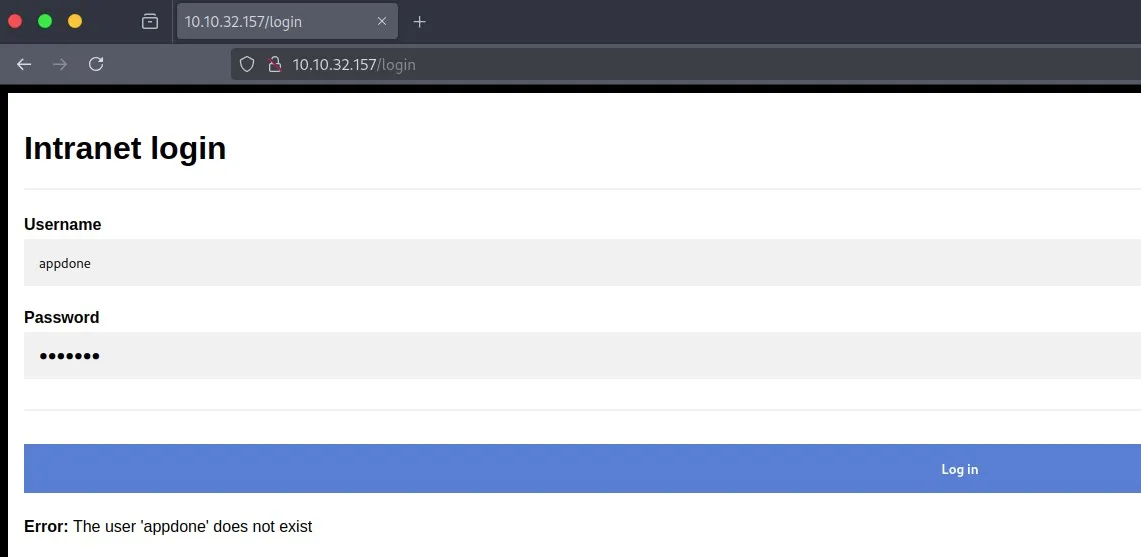 10.10.32.157/login
10.10.32.157/login
Intranet login
Username
appdone
Password
•••••••
Log in
Error: The user 'appdone' does not exist